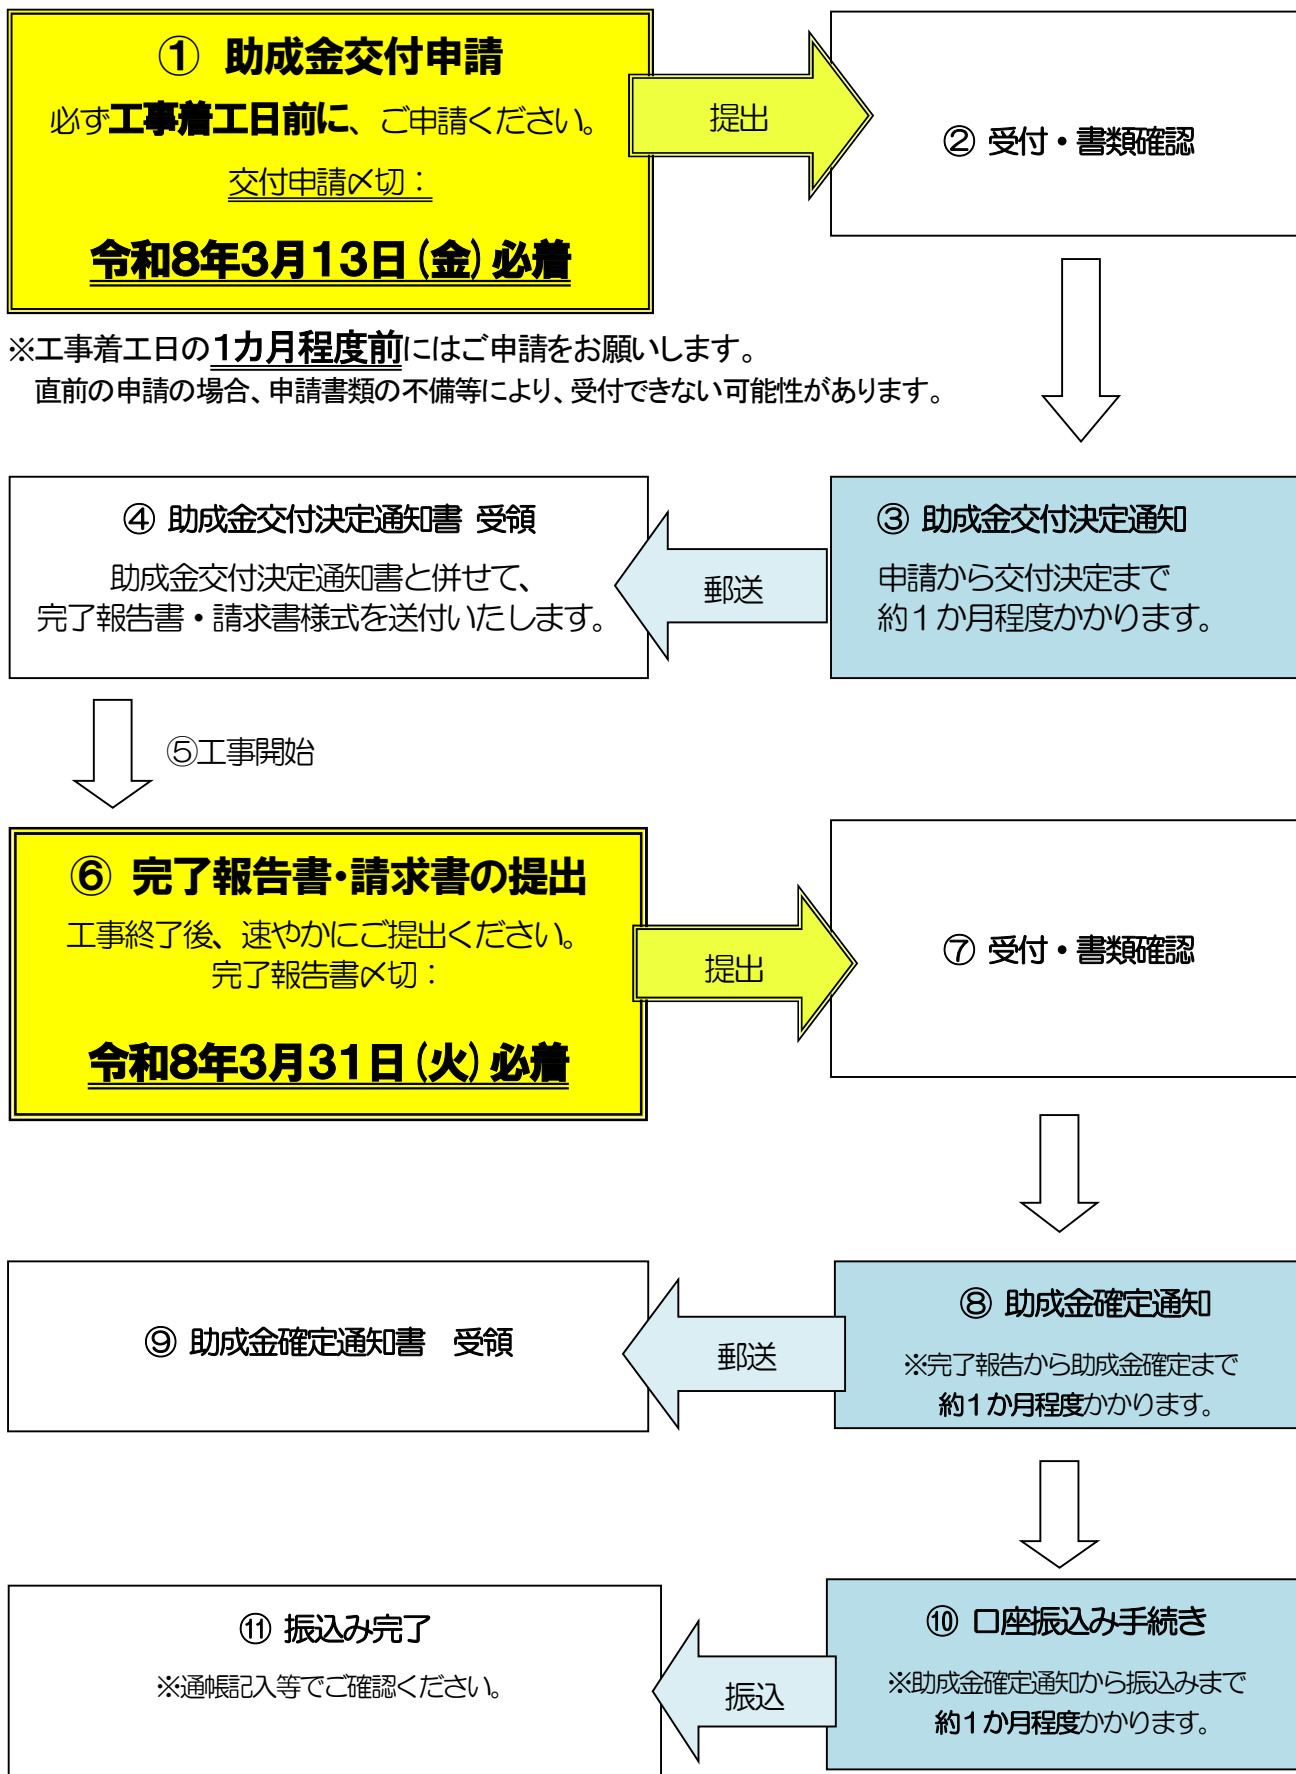 ① 助成金交付申請
必ず工事着工日前に、ご申請ください。
交付申請〆切：
令和8年3月13日(金)必着
提出
② 受付・書類確認
※工事着工日の1カ月程度前にはご申請をお願いします。
直前の申請の場合、申請書類の不備等により、受付できない可能性があります。
③ 助成金交付決定通知
申請から交付決定まで
約1か月程度かかります。
郵送
④ 助成金交付決定通知書 受領
助成金交付決定通知書と併せて、
完了報告書・請求書様式を送付いたします。
⑤工事開始
⑥ 完了報告書・請求書の提出
工事終了後、速やかにご提出ください。
完了報告書〆切：
令和8年3月31日(火)必着
提出
⑦ 受付・書類確認
⑧ 助成金確定通知
※完了報告から助成金確定まで
約1か月程度かかります。
郵送
⑨ 助成金確定通知書　受領
⑩ 口座振込み手続き
※助成金確定通知から振込みまで
約1か月程度かかります。
振込
⑪ 振込み完了
※通帳記入等でご確認ください。